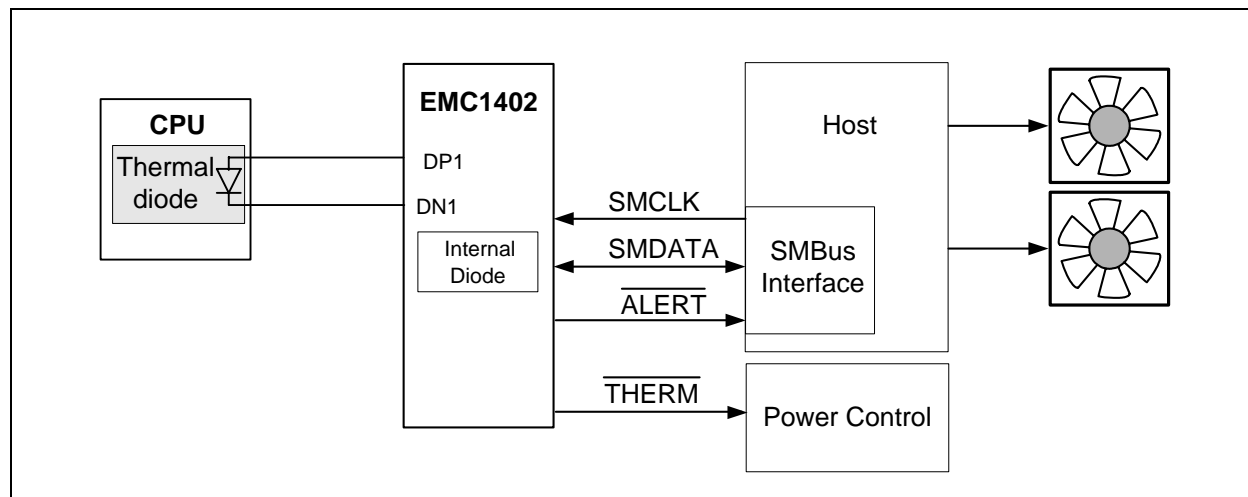 CPU
Thermal
diode
EMC1402
DP1
DN1
Internal
Diode
SMCLK
SMDATA
ALERT
THERM
Host
SMBus
Interface
Power Control